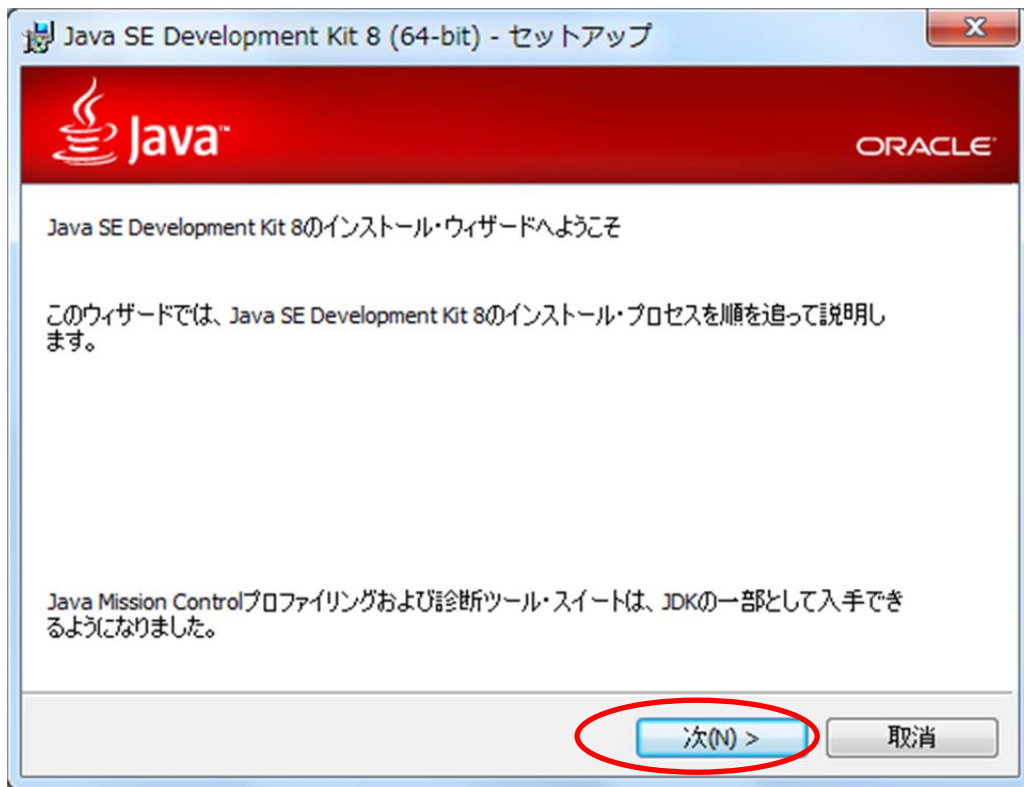 Java SE Development Kit 8 (64-bit) - セットアップ
Java™
ORACLE
Java SE Development Kit 8のインストール・ウィザードへようこそ
このウィザードでは、Java SE Development Kit 8のインストール・プロセスを順を追って説明し
ます。
Java Mission Controlプロファイリングおよび診断ツール・スイートは、JDKの一部として入手でき
るようになりました。
次(N) >
取消